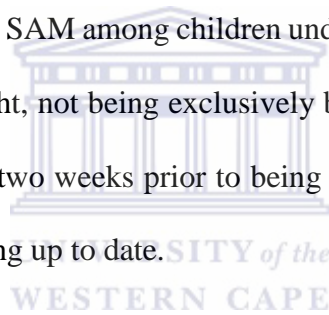 SAM among children und
ht, not being exclusively b
two weeks prior to being
ng up to date.
UNIVERSITY of the
WESTERN CAPE